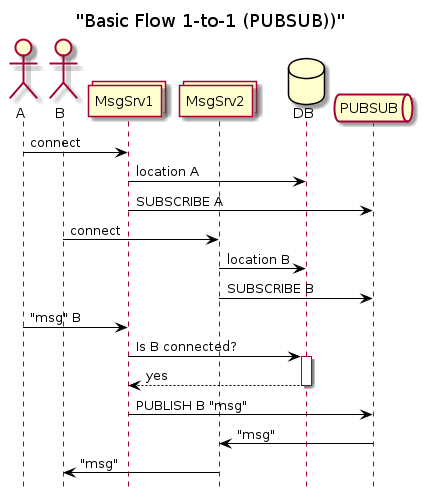 "Basic Flow 1-to-1 (PUBSUB))"
A
B
MsgSrv1
MsgSrv2
DB
PUBSUB
connect
location A
SUBSCRIBE A
connect
location B
SUBSCRIBE B
"msg" B
Is B connected?
yes
PUBLISH B "msg"
"msg"
"msg"